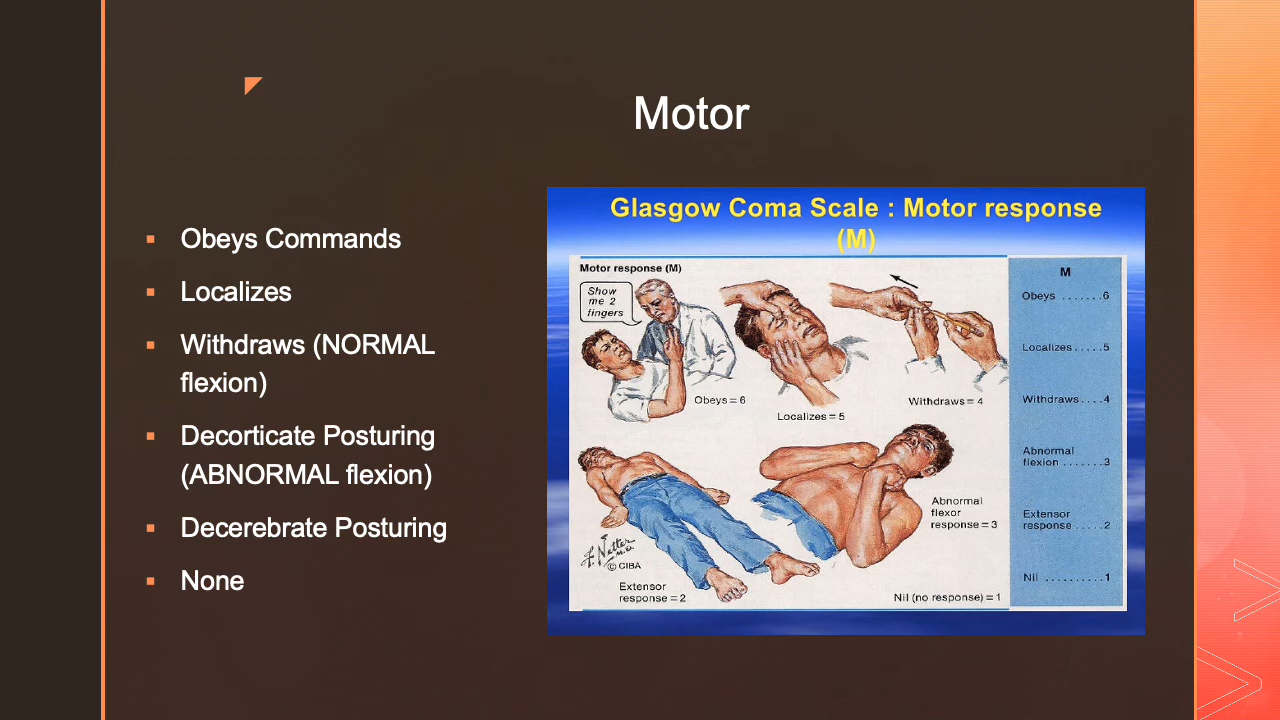 Motor
Obeys Commands
Localizes
Withdraws (NORMAL
flexion)
Decorticate Posturing
(ABNORMAL flexion)
Decerebrate Posturing
None
Glasgow Coma Scale : Motor response
(M)
Motor response (M)
Show
me 2
fingers
Obeys = 6
Localizes = 5
Withdraws = 4
Abnormal
flexor
response = 3
F. Netter
M.D.
© CIBA
Extensor
response = 2
Nil (no response) = 1
M
Obeys .......6
Localizes .....5
Withdraws....4
Abnormal
flexion .......3
Extensor
response .....2
Nil ..........1